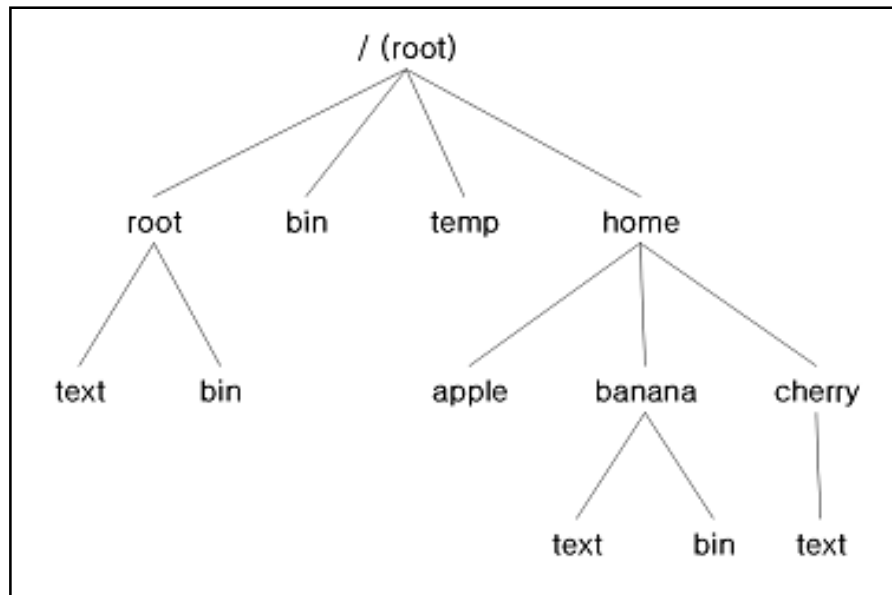 / (root)
root bin temp home
text bin apple banana cherry
text bin text